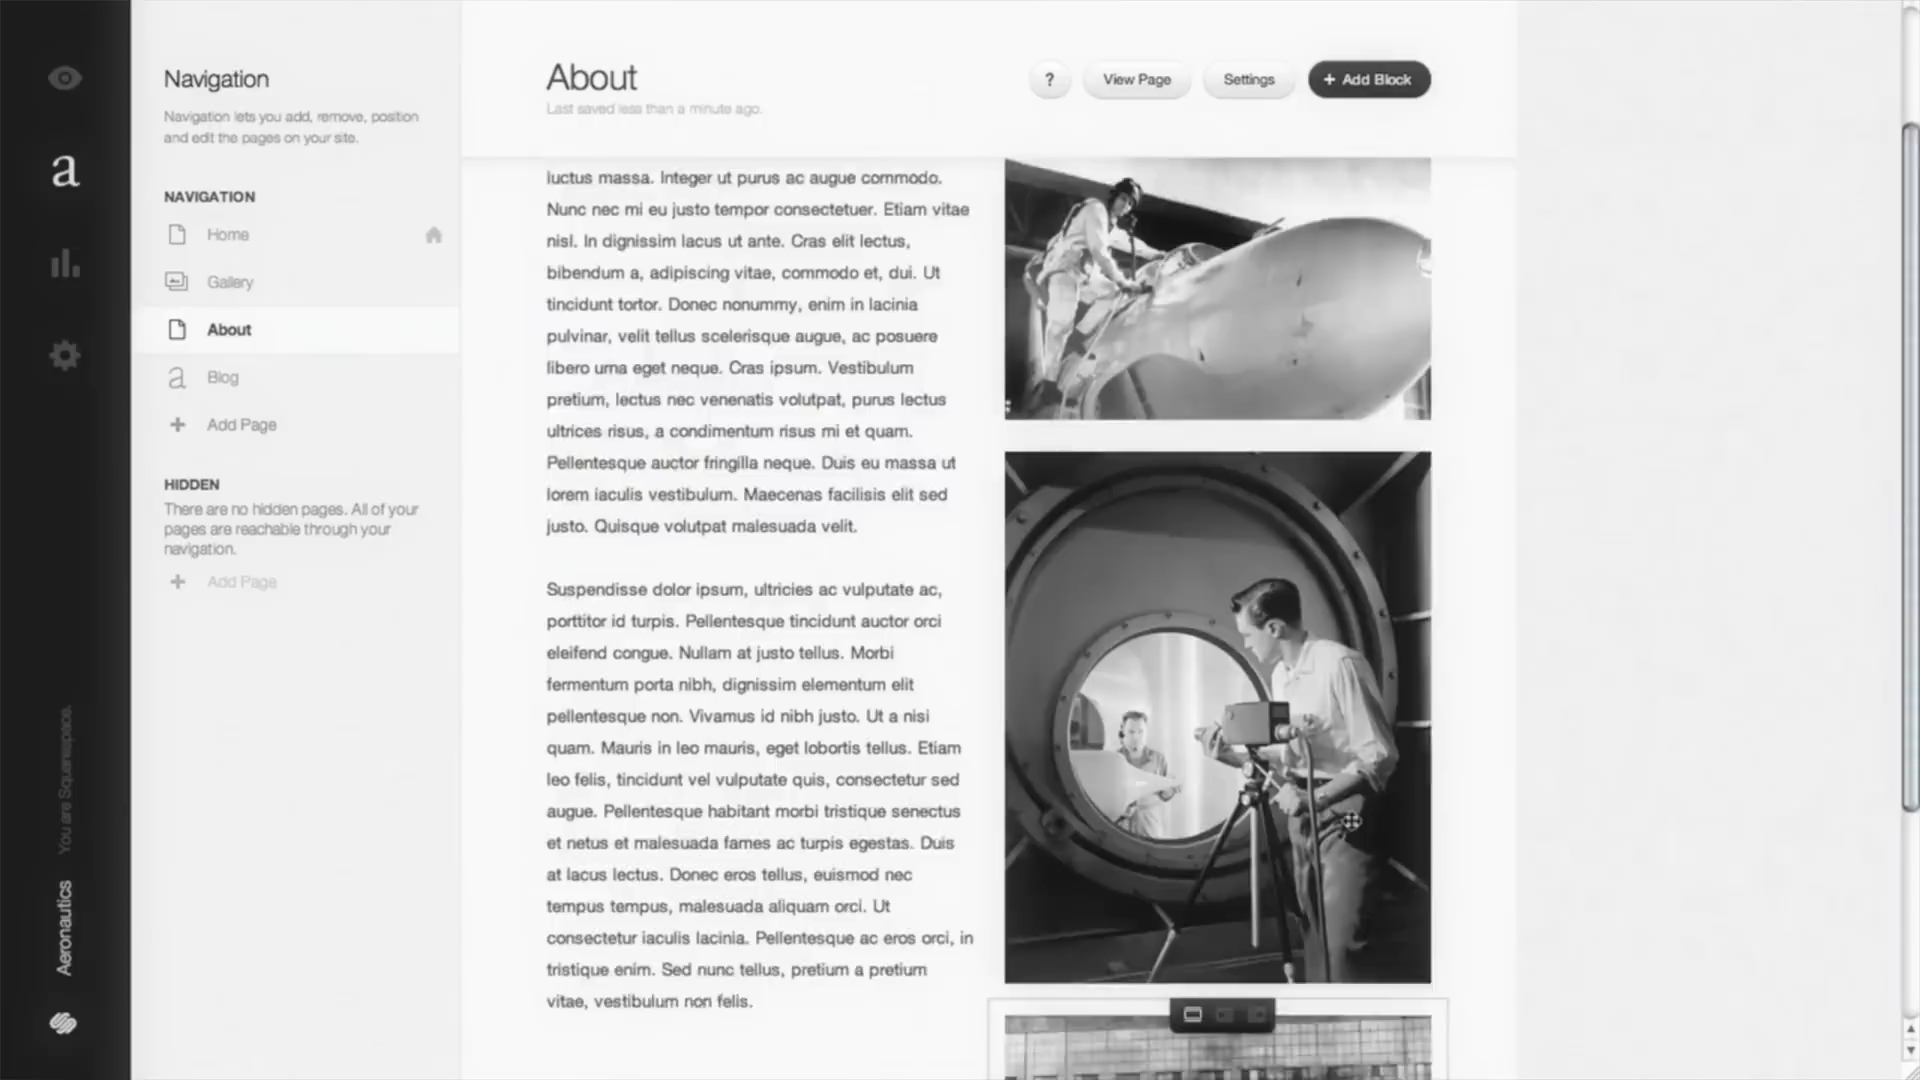 Navigation
Navigation lets you add, remove, position
and edit the pages on your site.
NAVIGATION
Home
Gallery
About
a Blog
+ Add Page
HIDDEN
There are no hidden pages. All of your
pages are reachable through your
navigation.
+ Add Page
a
Aeronautics You are Squarespace.
About
Last saved less than a minute ago.
?
View Page
Settings
+ Add Block
luctus massa. Integer ut purus ac augue commodo.
Nunc nec mi eu justo tempor consectetuer. Etiam vitae
nisl. In dignissim lacus ut ante. Cras elit lectus,
bibendum a, adipiscing vitae, commodo et, dui. Ut
tincidunt tortor. Donec nonummy, enim in lacinia
pulvinar, velit tellus scelerisque augue, ac posuere
libero urna eget neque. Cras ipsum. Vestibulum
pretium, lectus nec venenatis volutpat, purus lectus
ultrices risus, a condimentum risus mi et quam.
Pellentesque auctor fringilla neque. Duis eu massa ut
lorem iaculis vestibulum. Maecenas facilisis elit sed
justo. Quisque volutpat malesuada velit.
Suspendisse dolor ipsum, ultricies ac vulputate ac,
porttitor id turpis. Pellentesque tincidunt auctor orci
eleifend congue. Nullam at justo tellus. Morbi
fermentum porta nibh, dignissim elementum elit
pellentesque non. Vivamus id nibh justo. Ut a nisi
quam. Mauris in leo mauris, eget lobortis tellus. Etiam
leo felis, tincidunt vel vulputate quis, consectetur sed
augue. Pellentesque habitant morbi tristique senectus
et netus et malesuada fames ac turpis egestas. Duis
at lacus lectus. Donec eros tellus, euismod nec
tempus tempus, malesuada aliquam orci. Ut
consectetur iaculis lacinia. Pellentesque ac eros orci, in
tristique enim. Sed nunc tellus, pretium a pretium
vitae, vestibulum non felis.